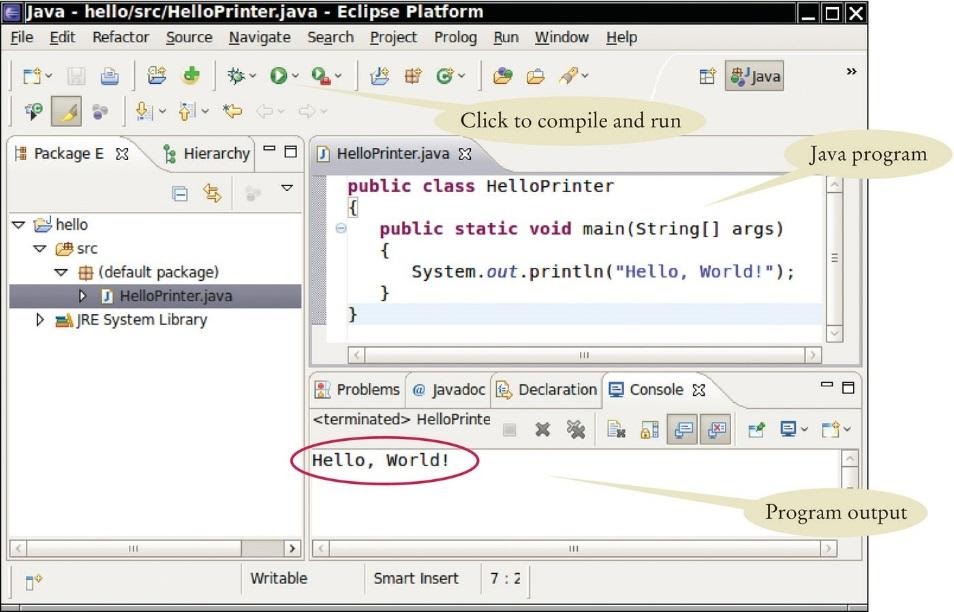 Java - hello/src/HelloPrinter.java - Eclipse Platform
File Edit Refactor Source Navigate Search Project Prolog Run Window Help
Java
»
Click to compile and run
Package E
Hierarchy
HelloPrinter.java
Java program
hello
src
(default package)
HelloPrinter.java
JRE System Library
public class HelloPrinter
{
public static void main(String[] args)
{
System.out.println("Hello, World!");
}
}
Problems @ Javadoc Declaration Console
<terminated> HelloPrinte
Hello, World!
Program output
Writable Smart Insert 7 : 2